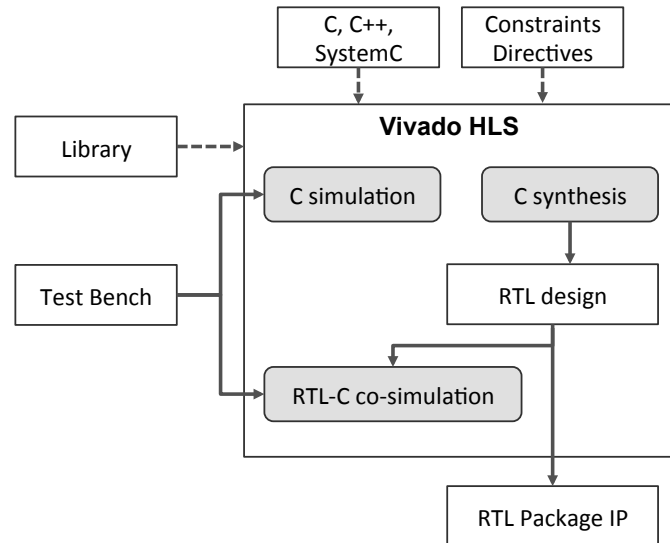 C, C++,
SystemC
Constraints
Directives
Vivado HLS
Library
C simulation
C synthesis
Test Bench
RTL design
RTL-C co-simulation
RTL Package IP